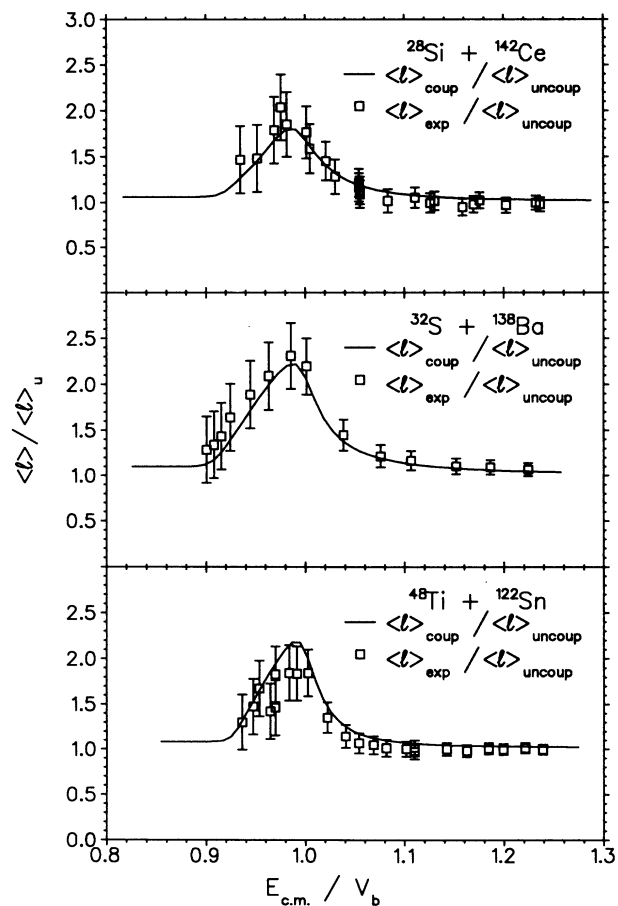 3.0
2.5
2.0
1.5
1.0
0.5
²⁸Si + ¹⁴²Ce
<ℓ>coup / <ℓ>uncoup
<ℓ>exp / <ℓ>uncoup
2.5
2.0
1.5
1.0
0.5
³²S + ¹³⁸Ba
<ℓ>coup / <ℓ>uncoup
<ℓ>exp / <ℓ>uncoup
<ℓ> / <ℓ>u
2.5
2.0
1.5
1.0
0.5
0.0
⁴⁸Ti + ¹²²Sn
<ℓ>coup / <ℓ>uncoup
<ℓ>exp / <ℓ>uncoup
0.8 0.9 1.0 1.1 1.2 1.3
E c.m. / V b